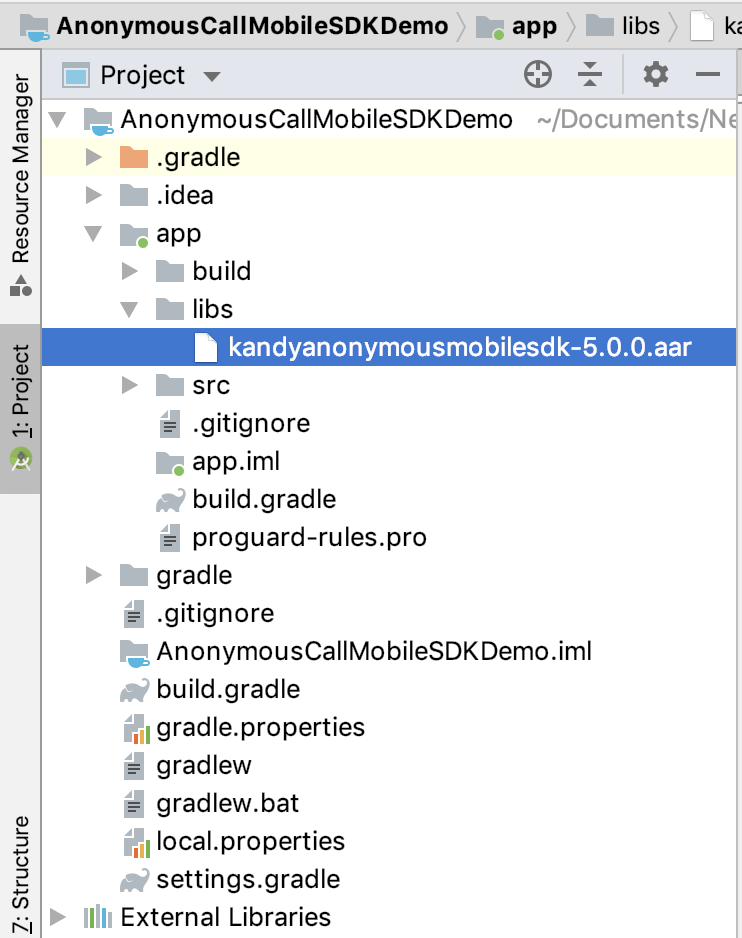 AnonymousCallMobileSDKDemo app libs
Project
AnonymousCallMobileSDKDemo ~/Documents/Ne
.gradle
.idea
app
build
libs
kandyanonymousmobilesdk-5.0.0.aar
src
.gitignore
app.iml
build.gradle
proguard-rules.pro
gradle
.gitignore
AnonymousCallMobileSDKDemo.iml
build.gradle
gradle.properties
gradlew
gradlew.bat
local.properties
settings.gradle
External Libraries
Resource Manager
1: Project
7: Structure